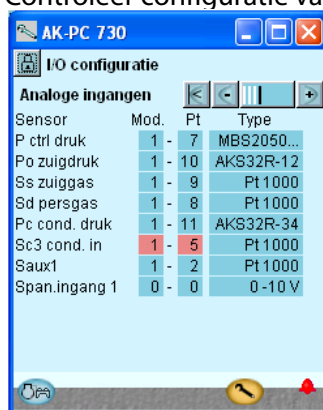 Controleer configuratie va
AK-PC 730
I/O configuratie
Analoge ingangen
Sensor Mod. Pt Type
P ctrl druk 1 - 7 MBS2050...
Po zuigdruk 1 - 10 AKS32R-12
Ss zuiggas 1 - 9 Pt1000
Sd persgas 1 - 8 Pt1000
Pc cond. druk 1 - 11 AKS32R-34
Sc3 cond. in 1 - 5 Pt1000
Saux1 1 - 2 Pt1000
Span.ingang 1 0 - 0 0 -10 V